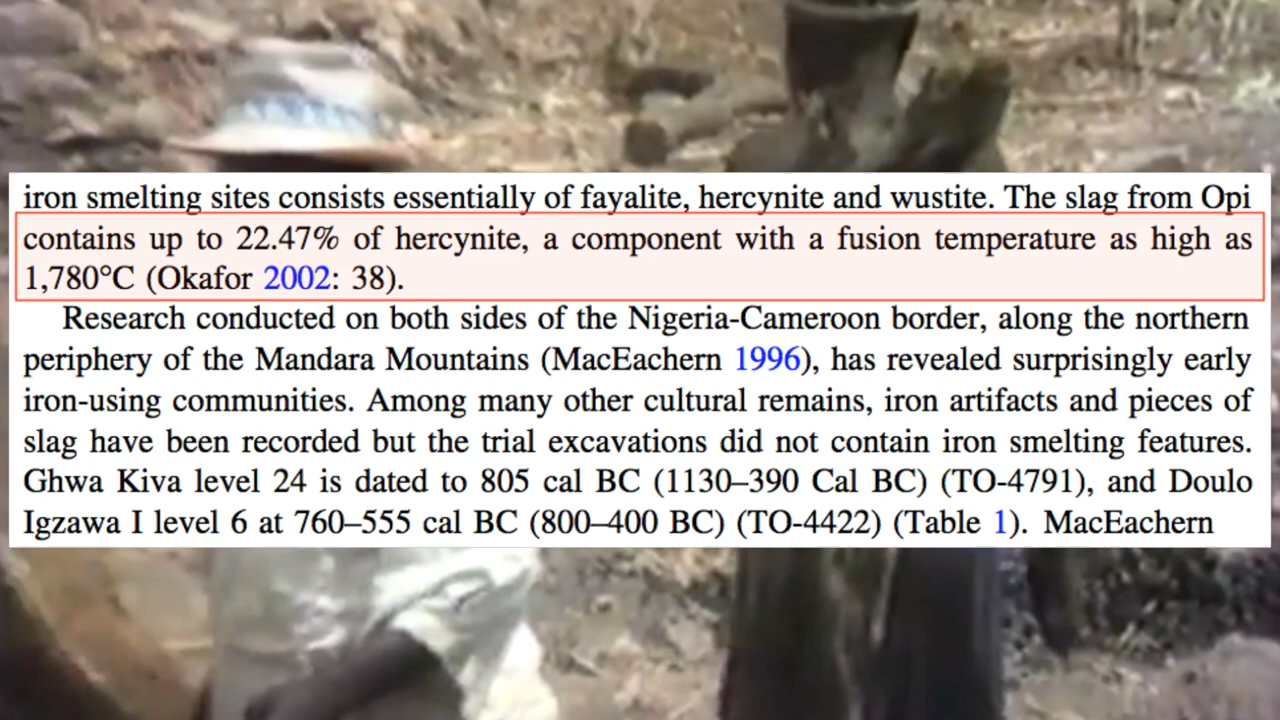 iron smelting sites consists essentially of fayalite, hercynite and wustite. The slag from Opi
contains up to 22.47% of hercynite, a component with a fusion temperature as high as
1,780°C (Okafor 2002: 38).
Research conducted on both sides of the Nigeria-Cameroon border, along the northern
periphery of the Mandara Mountains (MacEachern 1996), has revealed surprisingly early
iron-using communities. Among many other cultural remains, iron artifacts and pieces of
slag have been recorded but the trial excavations did not contain iron smelting features.
Ghwa Kiva level 24 is dated to 805 cal BC (1130–390 Cal BC) (TO-4791), and Doulo
Igzawa I level 6 at 760–555 cal BC (800–400 BC) (TO-4422) (Table 1). MacEachern